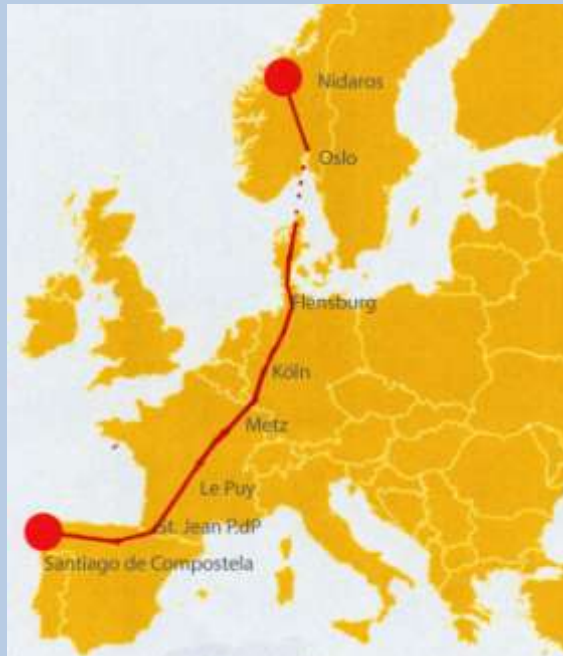 Nidaros
Oslo
Flensburg
Köln
Metz
Le Puy
St. Jean P.dP
Santiago de Compostela